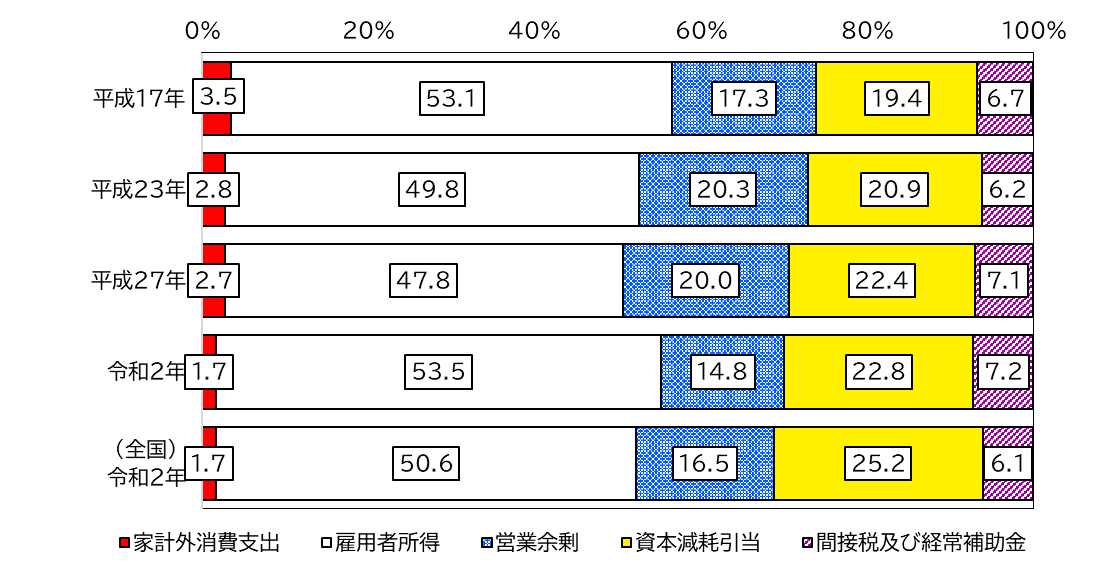 0% 20% 40% 60% 80% 100%
平成17年 3.5 53.1 17.3 19.4 6.7
平成23年 2.8 49.8 20.3 20.9 6.2
平成27年 2.7 47.8 20.0 22.4 7.1
令和2年 1.7 53.5 14.8 22.8 7.2
（全国）
令和2年 1.7 50.6 16.5 25.2 6.1
家計外消費支出 雇用者所得 営業余剰 資本減耗引当 間接税及び経常補助金